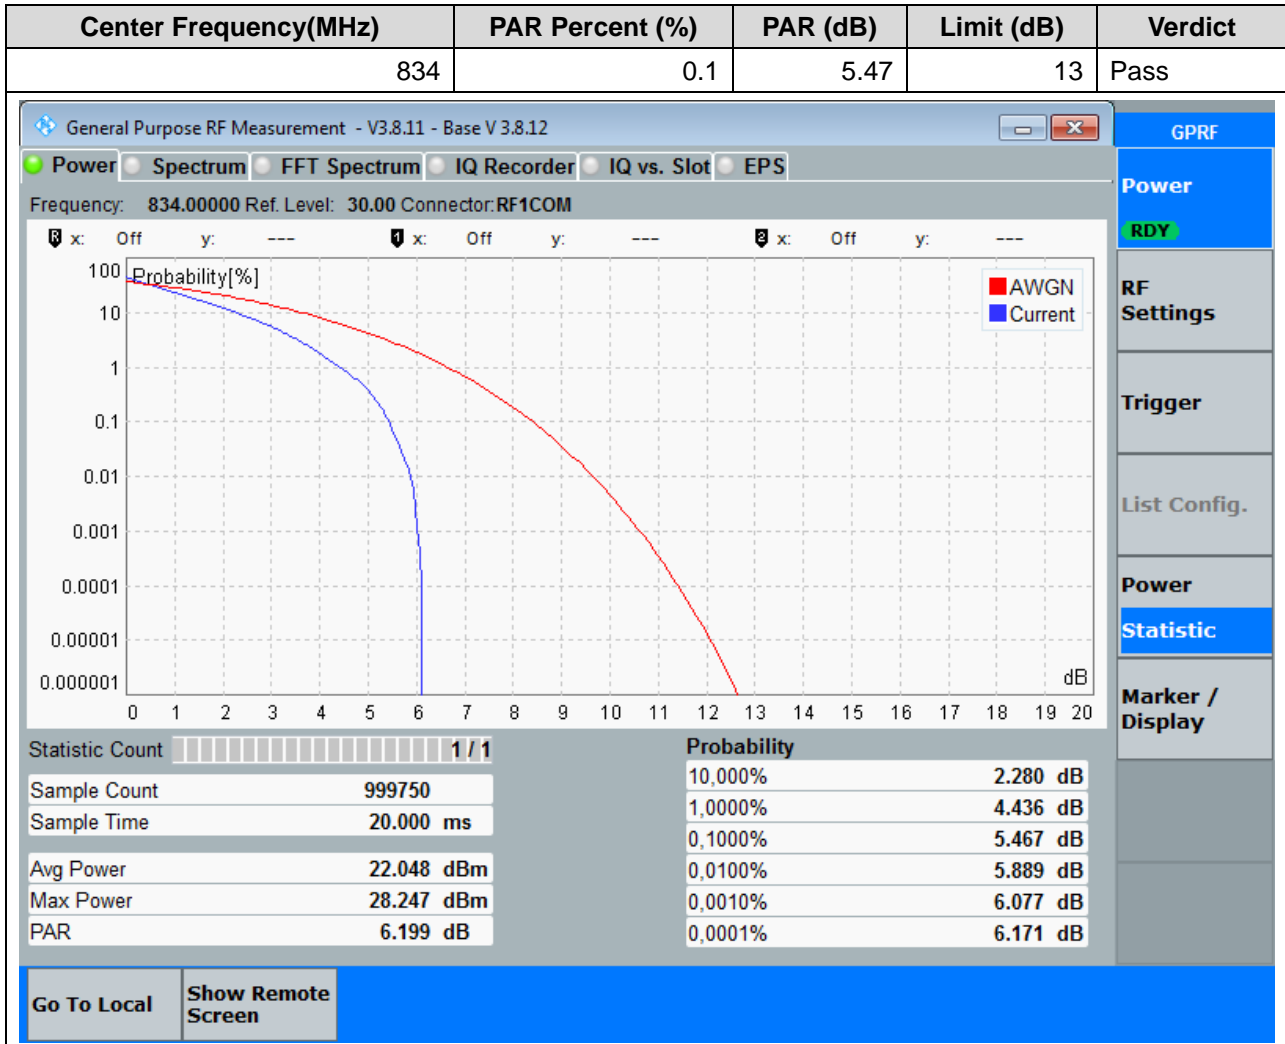 Center Frequency(MHz) PAR Percent (%) PAR (dB) Limit (dB) Verdict
834 0.1 5.47 13 Pass
General Purpose RF Measurement - V3.8.11 - Base V 3.8.12
GPRF
Power Spectrum FFT Spectrum IQ Recorder IQ vs. Slot EPS
Power
RDY
Frequency: 834.00000 Ref. Level: 30.00 Connector: RF1COM
R x: Off y: --- 1 x: Off y: --- 2 x: Off y: ---
Probability[%]
100
10
1
0.1
0.01
0.001
0.0001
0.00001
0.000001
AWGN
Current
dB
0 1 2 3 4 5 6 7 8 9 10 11 12 13 14 15 16 17 18 19 20
RF
Settings
Trigger
List Config.
Power
Statistic
Marker /
Display
Statistic Count 1 / 1
Sample Count 999750
Sample Time 20.000 ms
Avg Power 22.048 dBm
Max Power 28.247 dBm
PAR 6.199 dB
Probability
10,000% 2.280 dB
1,0000% 4.436 dB
0,1000% 5.467 dB
0,0100% 5.889 dB
0,0010% 6.077 dB
0,0001% 6.171 dB
Go To Local
Show Remote
Screen